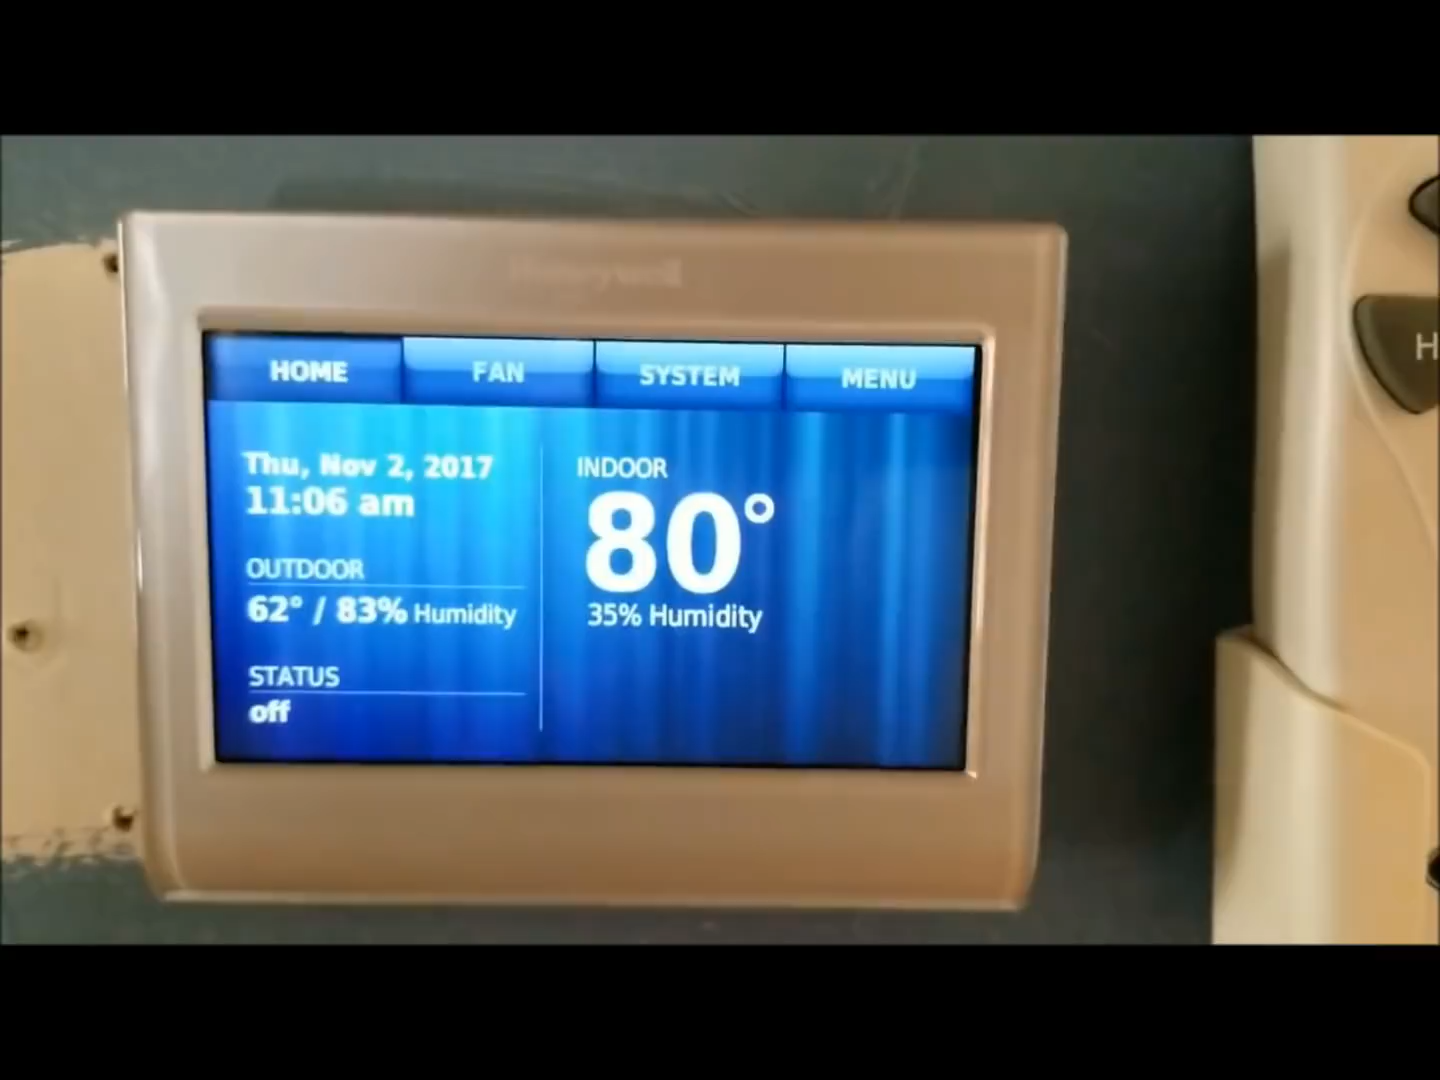 Honeywell
HOME FAN SYSTEM MENU
Thu, Nov 2, 2017
11:06 am
OUTDOOR
62° / 83% Humidity
STATUS
off
INDOOR
80°
35% Humidity
H